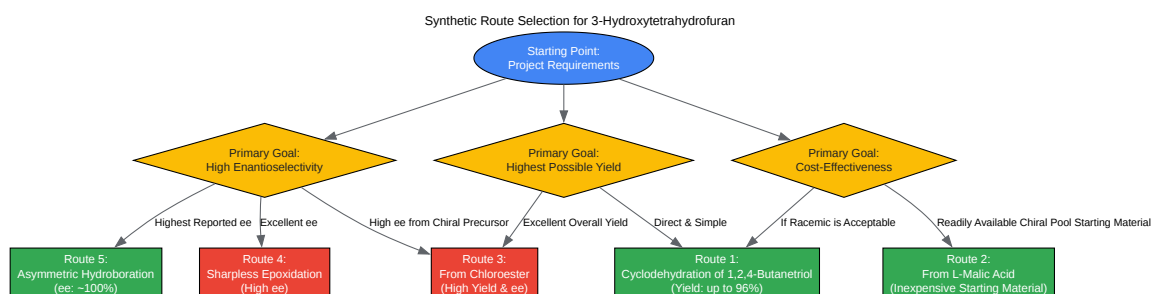 Synthetic Route Selection for 3-Hydroxytetrahydrofuran
Starting Point:
Project Requirements
Primary Goal:
High Enantioselectivity
Primary Goal:
Highest Possible Yield
Primary Goal:
Cost-Effectiveness
Highest Reported ee
Excellent ee
High ee from Chiral Precursor
Excellent Overall Yield
Direct & Simple
If Racemic is Acceptable
Readily Available Chiral Pool Starting Material
Route 5:
Asymmetric Hydroboration
(ee: ~100%)
Route 4:
Sharpless Epoxidation
(High ee)
Route 3:
From Chloroester
(High Yield & ee)
Route 1:
Cyclodehydration of 1,2,4-Butanetriol
(Yield: up to 96%)
Route 2:
From L-Malic Acid
(Inexpensive Starting Material)